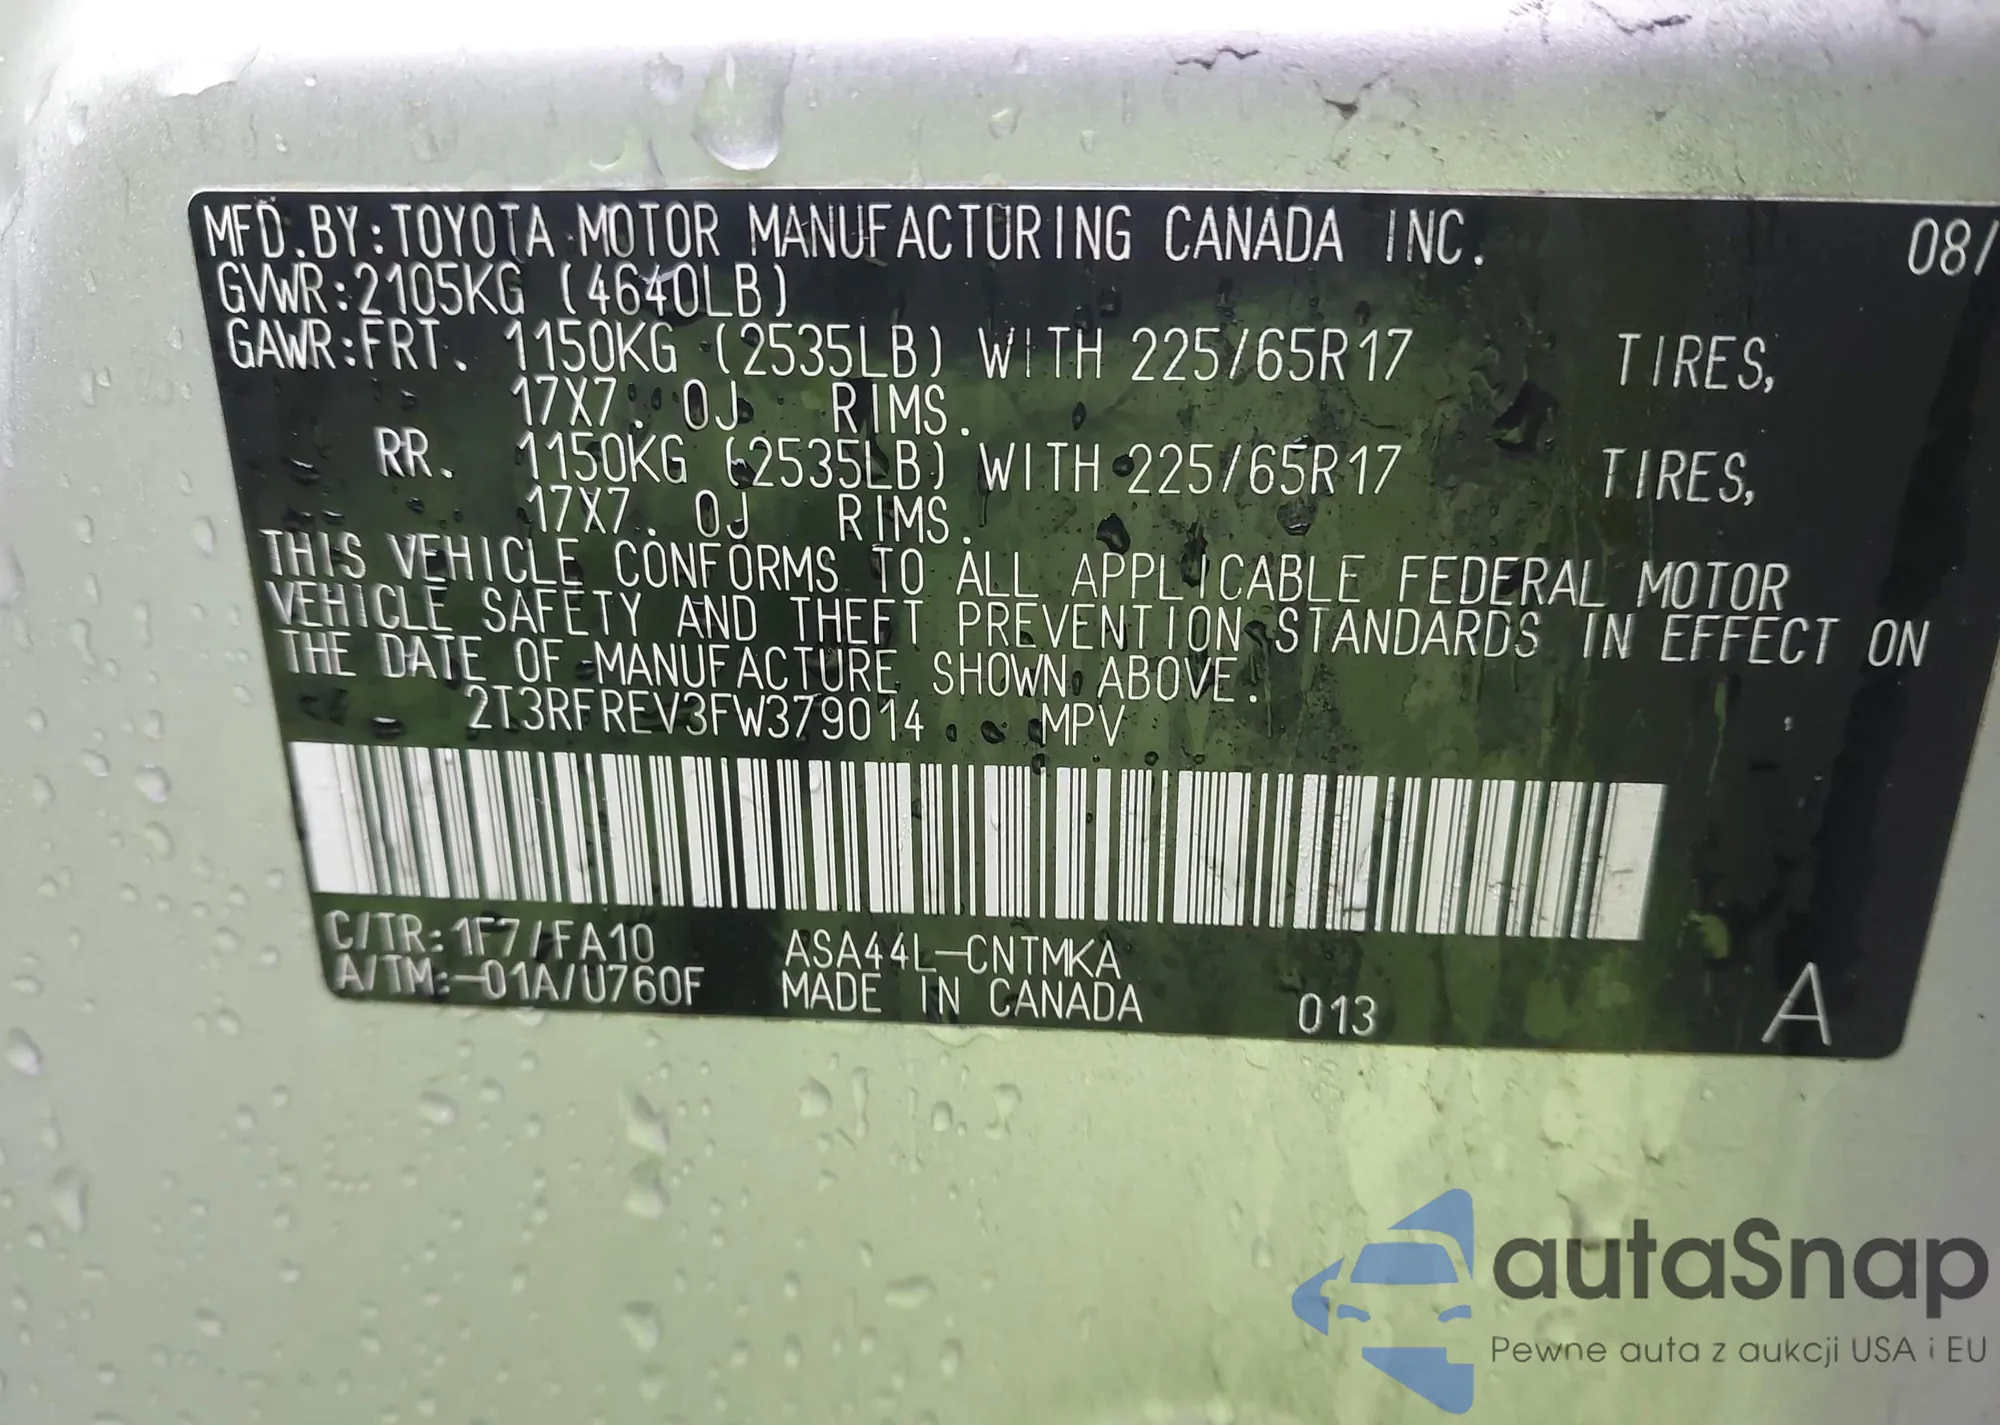 MFD.BY:TOYOTA MOTOR MANUFACTURING CANADA INC. 08/
GVWR:2105KG (4640LB)
GAWR:FRT. 1150KG (2535LB) WITH 225/65R17 TIRES,
17X7.0J RIMS.
RR. 1150KG (2535LB) WITH 225/65R17 TIRES,
17X7.0J RIMS.
THIS VEHICLE CONFORMS TO ALL APPLICABLE FEDERAL MOTOR
VEHICLE SAFETY AND THEFT PREVENTION STANDARDS IN EFFECT ON
THE DATE OF MANUFACTURE SHOWN ABOVE.
2T3RFREV3FW379014 MPV
C/TR:1F7/FA10 ASA44L-CNTMKA
A/TM:-01A/U760F MADE IN CANADA 013 A
autaSnap
Pewne auta z aukcji USA i EU